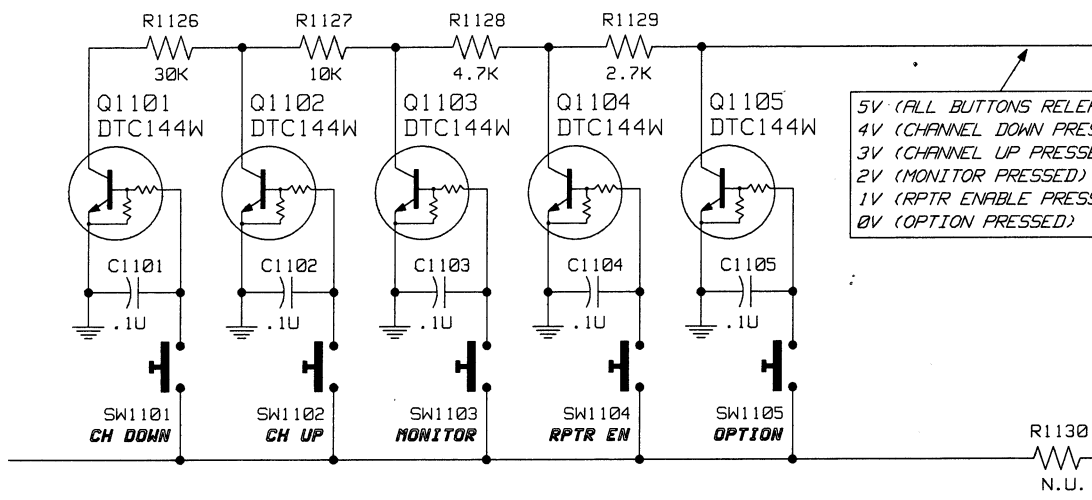 R1126 R1127 R1128 R1129
30K 10K 4.7K 2.7K
Q1101 Q1102 Q1103 Q1104 Q1105
DTC144W DTC144W DTC144W DTC144W DTC144W
5V (ALL BUTTONS RELEA
4V (CHANNEL DOWN PRES
3V (CHANNEL UP PRESSE
2V (MONITOR PRESSED)
1V (RPTR ENABLE PRESS
0V (OPTION PRESSED)
C1101 C1102 C1103 C1104 C1105
.1U .1U .1U .1U .1U
SW1101 SW1102 SW1103 SW1104 SW1105
CH DOWN CH UP MONITOR RPTR EN OPTION
R1130
N.U.